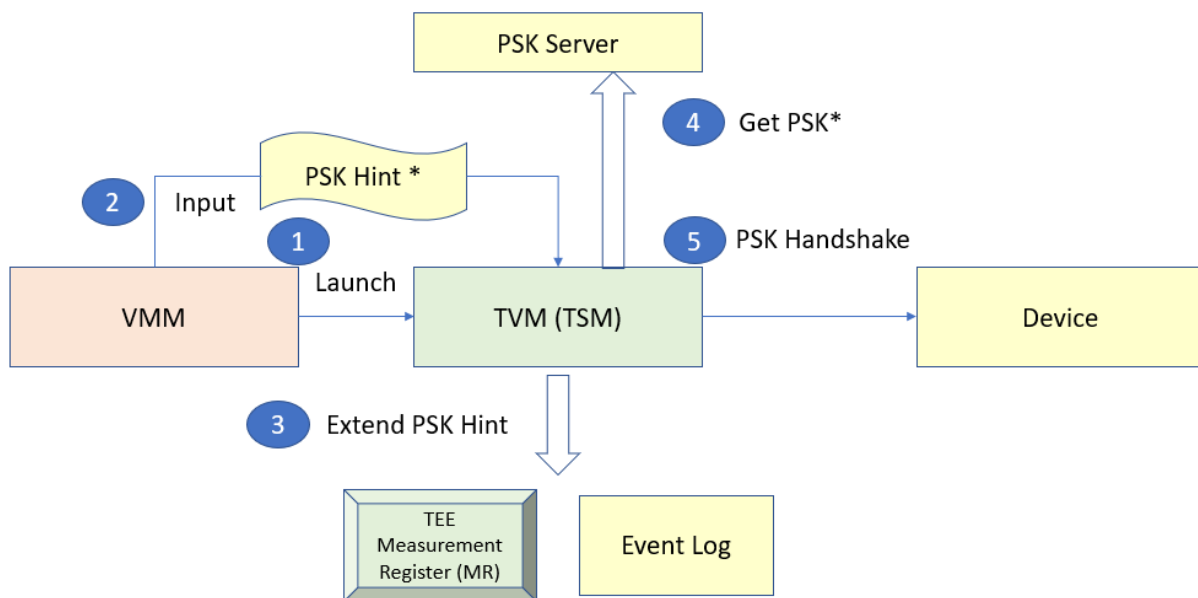 PSK Server
4 Get PSK*
PSK Hint *
2 Input
1
Launch
5 PSK Handshake
VMM
TVM (TSM)
Device
3 Extend PSK Hint
TEE
Measurement
Register (MR)
Event Log